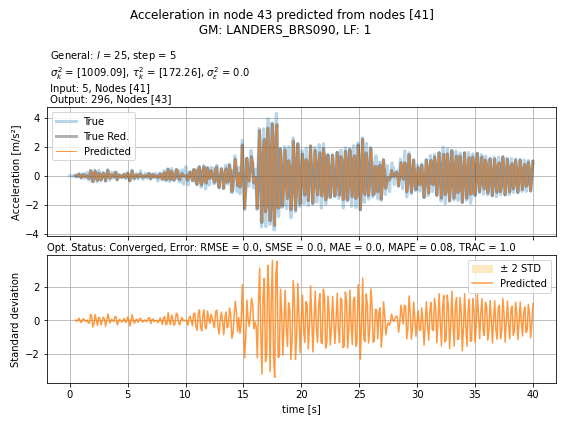 Acceleration in node 43 predicted from nodes [41]
GM: LANDERS_BRS090, LF: 1
General: l = 25, step = 5
σ²ₖ = [1009.09], τ²ₖ = [172.26], σ²ₑ = 0.0
Input: 5, Nodes [41]
Output: 296, Nodes [43]
True
True Red.
Predicted
Acceleration [m/s²]
4
2
0
−2
−4
Opt. Status: Converged, Error: RMSE = 0.0, SMSE = 0.0, MAE = 0.0, MAPE = 0.08, TRAC = 1.0
± 2 STD
Predicted
Standard deviation
2
0
−2
0 5 10 15 20 25 30 35 40
time [s]